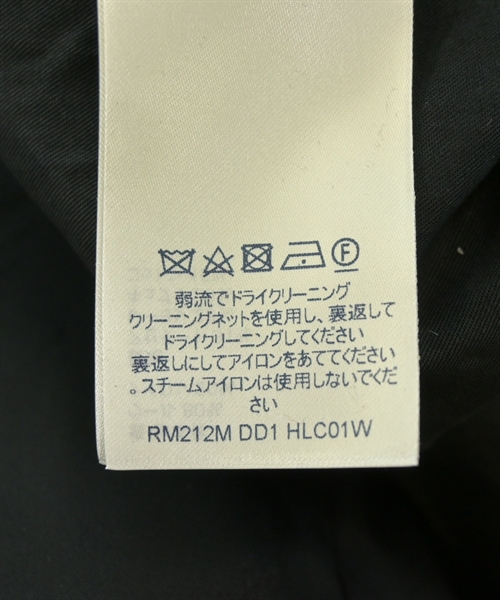 F
弱流でドライクリーニング
クリーニングネットを使用し、裏返して
ドライクリーニングしてください
裏返しにしてアイロンをあててください
。スチームアイロンは使用しないでくだ
さい
RM212M DD1 HLC01W